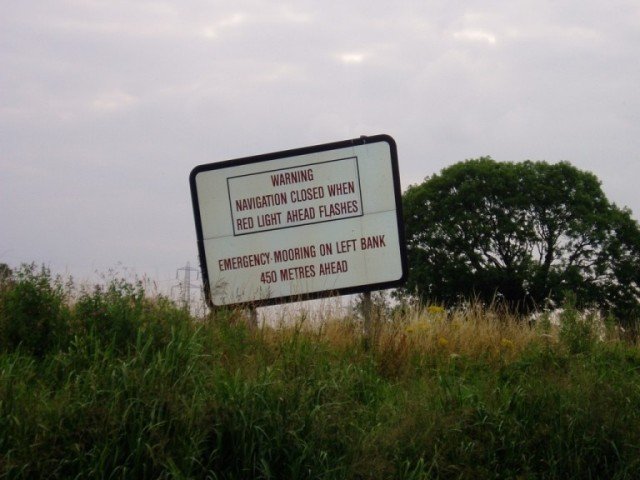 WARNING
NAVIGATION CLOSED WHEN
RED LIGHT AHEAD FLASHES
EMERGENCY MOORING ON LEFT BANK
450 METRES AHEAD